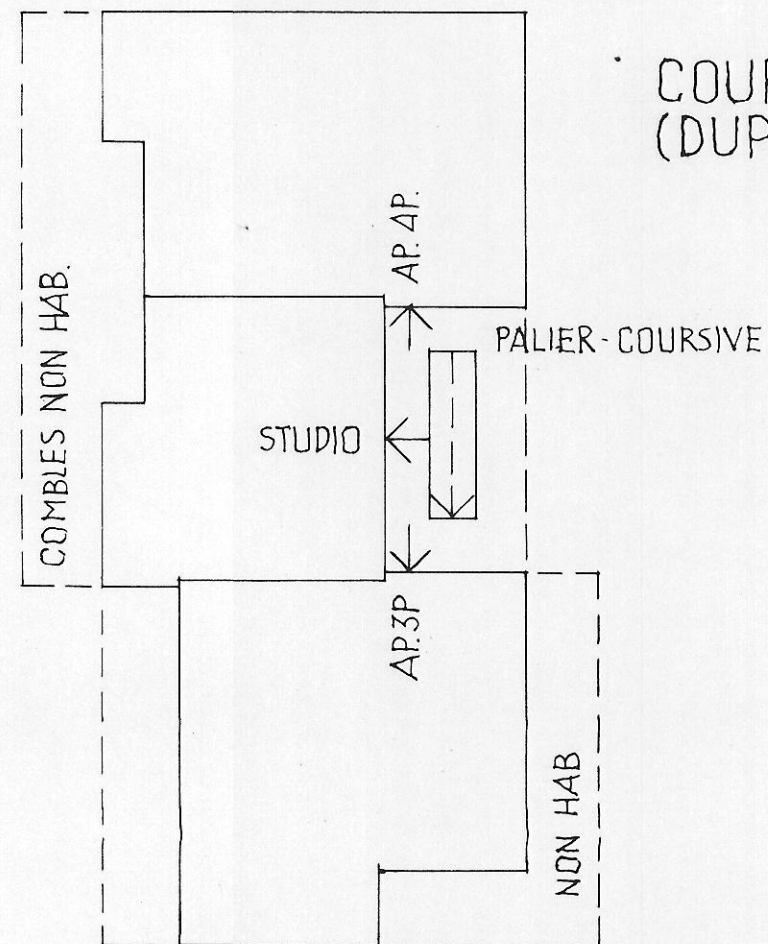 COUR
(DUP
AP. 4P.
COMBLES NON HAB.
PALIER-COURSIVE
STUDIO
AP.3P
NON HAB